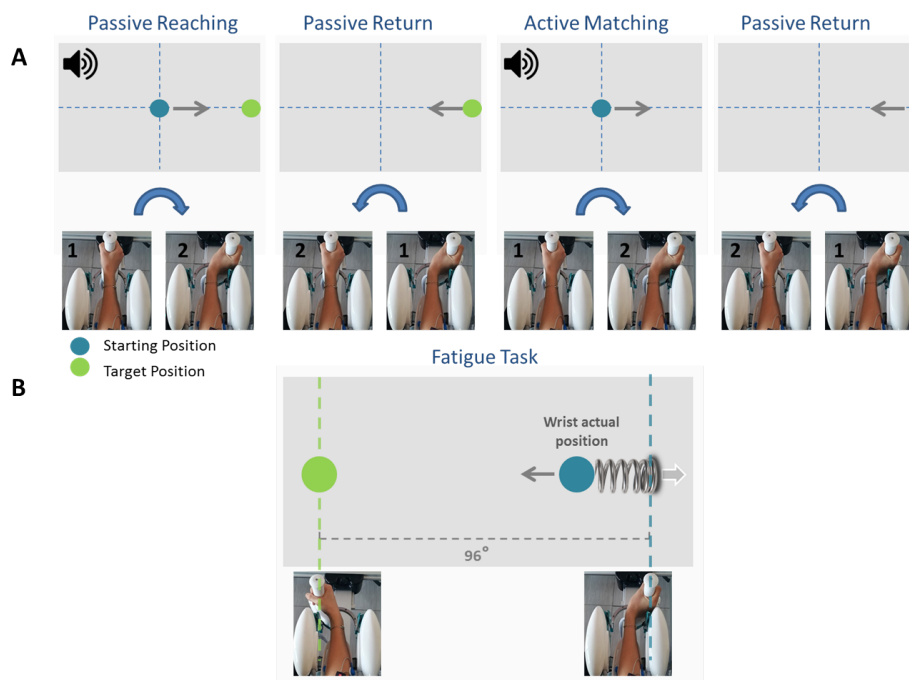 Passive Reaching
Passive Return
Active Matching
Passive Return
A
1
2
2
1
1
2
2
1
Starting Position
Target Position
Fatigue Task
B
Wrist actual
position
96°